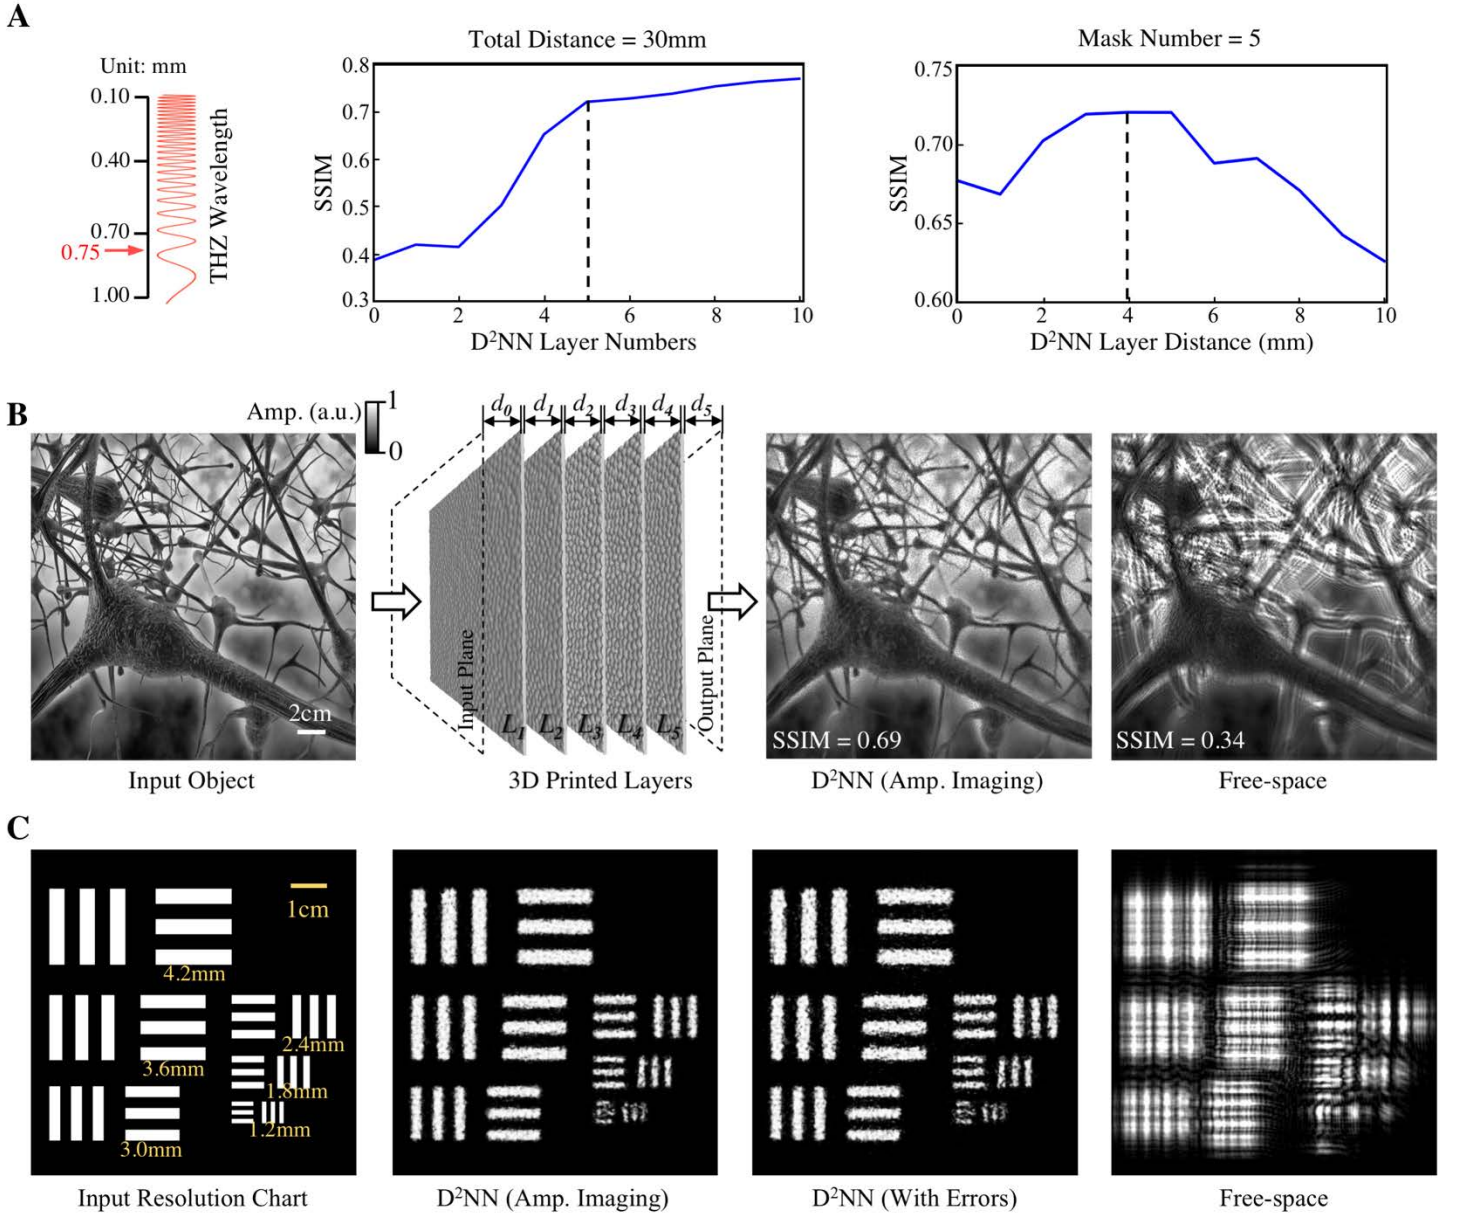 A
Unit: mm
0.10
0.40
0.70
0.75
1.00
THZ Wavelength
Total Distance = 30mm
SSIM
0.8
0.7
0.6
0.5
0.4
0.3
0 2 4 6 8 10
D²NN Layer Numbers
Mask Number = 5
SSIM
0.75
0.70
0.65
0.60
0 2 4 6 8 10
D²NN Layer Distance (mm)
B
Amp. (a.u.)
1
0
d₀ d₁ d₂ d₃ d₄ d₅
Input Plane
Output Plane
L₁ L₂ L₃ L₄ L₅
2cm
SSIM = 0.69
SSIM = 0.34
Input Object
3D Printed Layers
D²NN (Amp. Imaging)
Free-space
C
1cm
4.2mm
2.4mm
3.6mm
1.8mm
1.2mm
3.0mm
Input Resolution Chart
D²NN (Amp. Imaging)
D²NN (With Errors)
Free-space